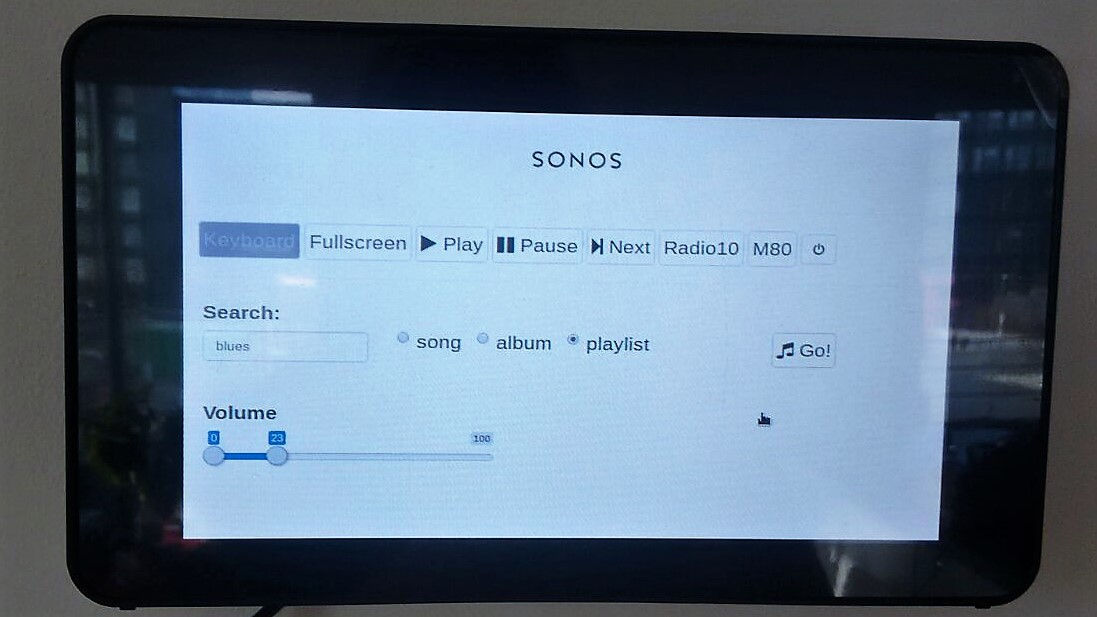 SONOS
Keyboard Fullscreen Play Pause Next Radio10 M80
Search:
blues song album playlist Go!
Volume
0 23 100